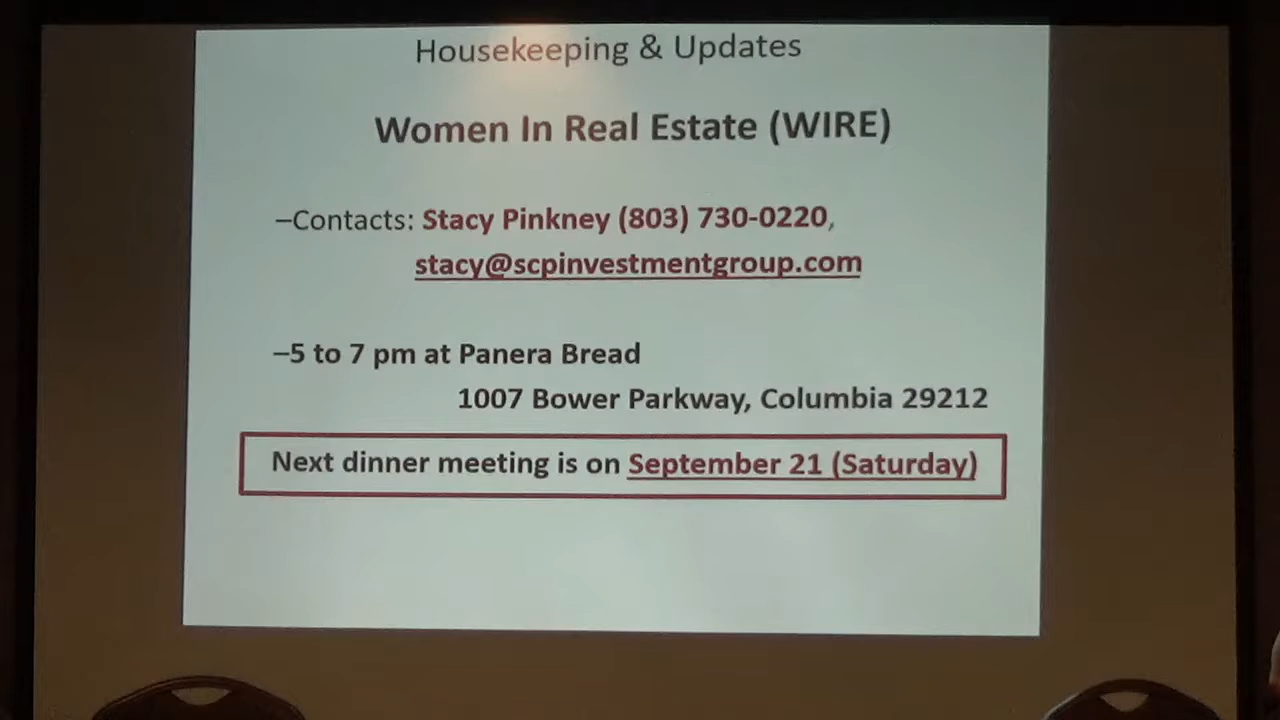 Housekeeping & Updates
Women In Real Estate (WIRE)
–Contacts: Stacy Pinkney (803) 730-0220,
stacy@scpinvestmentgroup.com
–5 to 7 pm at Panera Bread
1007 Bower Parkway, Columbia 29212
Next dinner meeting is on September 21 (Saturday)